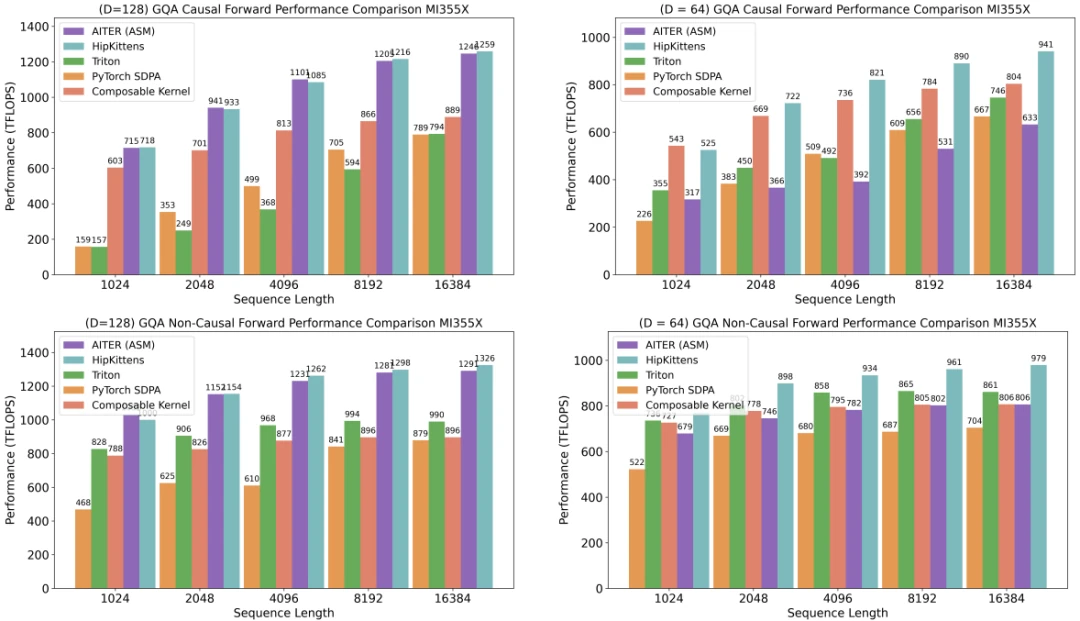 (D=128) GQA Causal Forward Performance Comparison MI355X
Performance (TFLOPS)
1400
1200
1000
800
600
400
200
0
AITER (ASM)
HipKittens
Triton
PyTorch SDPA
Composable Kernel
159 157 603 715 718
353 249 701 941 933
499 368 813 1101 1085
705 594 866 1205 1216
789 794 889 1246 1259
1024 2048 4096 8192 16384
Sequence Length
(D = 64) GQA Causal Forward Performance Comparison MI355X
Performance (TFLOPS)
1000
800
600
400
200
0
AITER (ASM)
HipKittens
Triton
PyTorch SDPA
Composable Kernel
226 355 543 317 525
383 450 669 366 722
509 492 736 392 821
609 656 784 531 890
667 746 804 633 941
1024 2048 4096 8192 16384
Sequence Length
(D=128) GQA Non-Causal Forward Performance Comparison MI355X
Performance (TFLOPS)
1400
1200
1000
800
600
400
200
0
AITER (ASM)
HipKittens
Triton
PyTorch SDPA
Composable Kernel
468 828 788
625 906 826 1152 1154
610 968 877 1231 1262
841 994 896 1281 1298
879 990 896 1291 1326
1024 2048 4096 8192 16384
Sequence Length
(D = 64) GQA Non-Causal Forward Performance Comparison MI355X
Performance (TFLOPS)
1000
800
600
400
200
0
AITER (ASM)
HipKittens
Triton
PyTorch SDPA
Composable Kernel
522 727 679
669 778 746 898
680 858 795 782 934
687 865 805 802 961
704 861 806 806 979
1024 2048 4096 8192 16384
Sequence Length